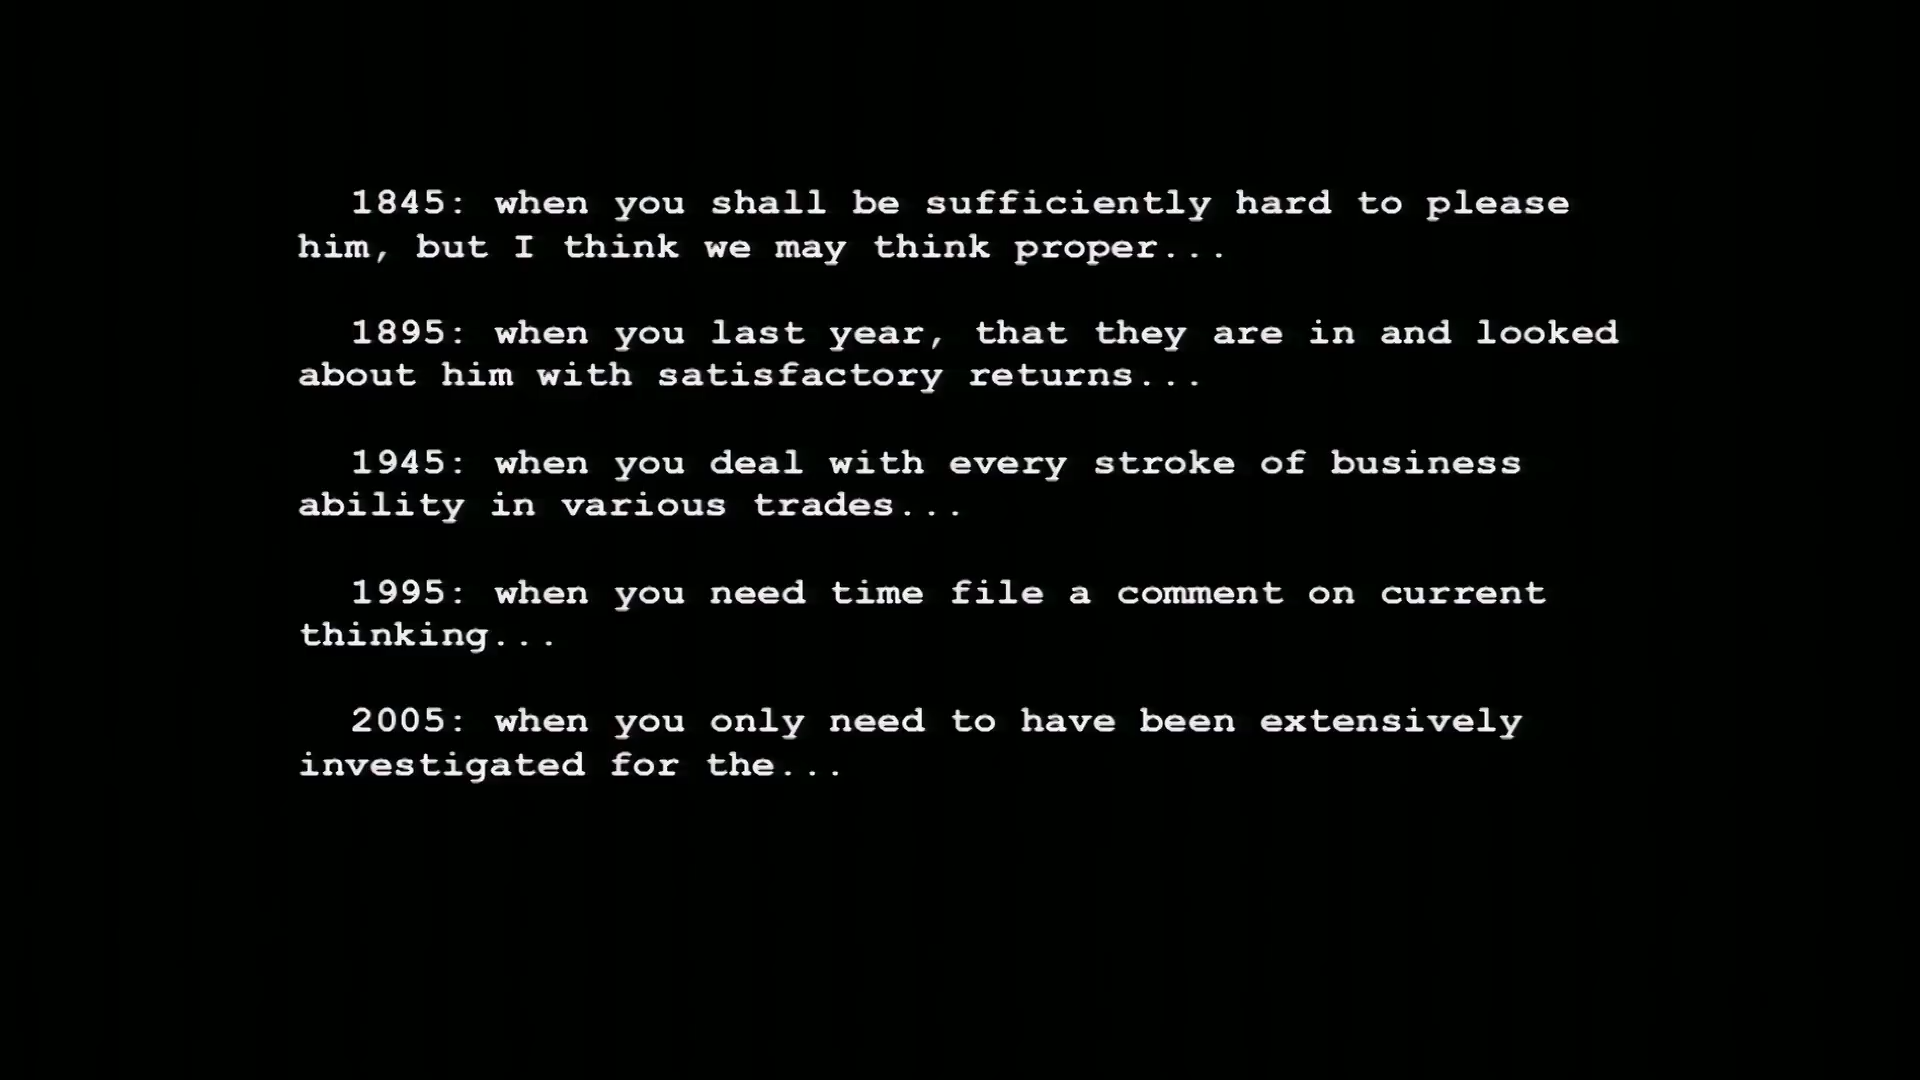 1845: when you shall be sufficiently hard to please
him, but I think we may think proper...
1895: when you last year, that they are in and looked
about him with satisfactory returns...
1945: when you deal with every stroke of business
ability in various trades...
1995: when you need time file a comment on current
thinking...
2005: when you only need to have been extensively
investigated for the...